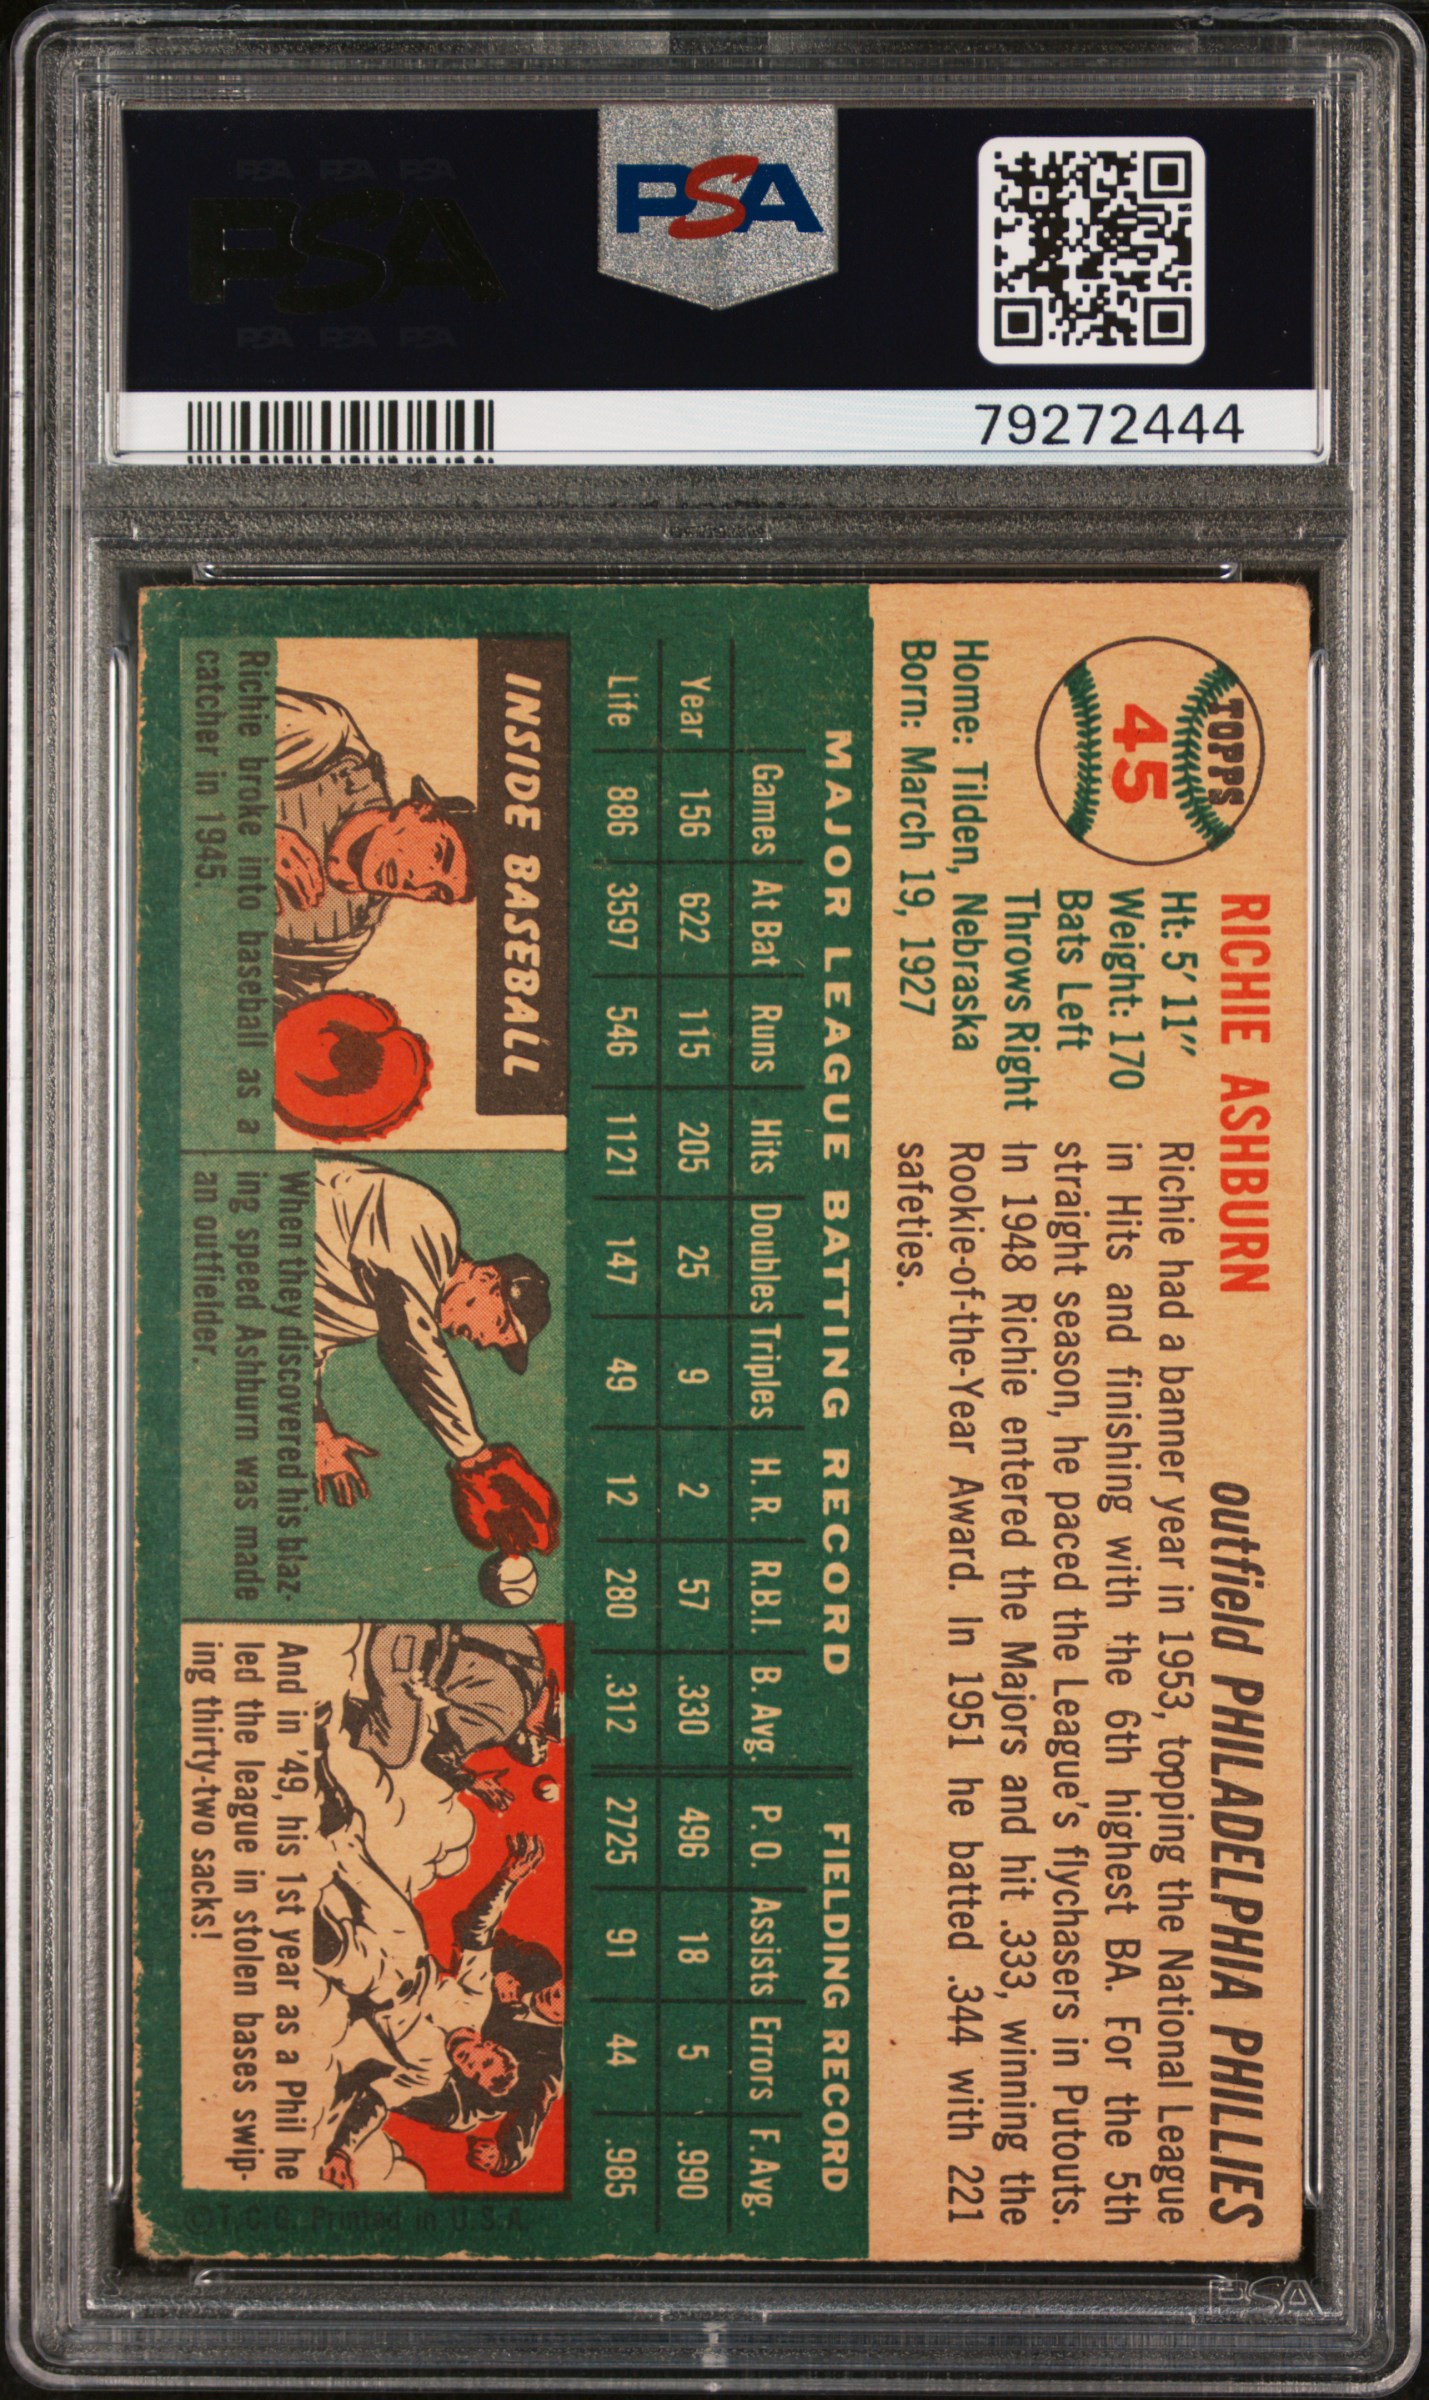 PSA PSA PSA
PSA
PSA PSA PSA
PSA
79272444
TOPPS
45
RICHIE ASHBURN
outfield PHILADELPHIA PHILLIES
Ht: 5' 11"
Weight: 170
Bats Left
Throws Right
Home: Tilden, Nebraska
Born: March 19, 1927
Richie had a banner year in 1953, topping the National League
in Hits and finishing with the 6th highest BA. For the 5th
straight season, he paced the League's flychasers in Putouts.
In 1948 Richie entered the Majors and hit .333, winning the
Rookie-of-the-Year Award. In 1951 he batted .344 with 221
safeties.
MAJOR LEAGUE BATTING RECORD FIELDING RECORD
Games At Bat Runs Hits Doubles Triples H. R. R.B.I. B. Avg. P. O. Assists Errors F. Avg.
Year 156 622 115 205 25 9 2 57 .330 496 18 5 .990
Life 886 3597 546 1121 147 49 12 280 .312 2725 91 44 .985
INSIDE BASEBALL
Richie broke into baseball as a
catcher in 1945.
When they discovered his blaz-
ing speed Ashburn was made
an outfielder.
And in '49, his 1st year as a Phil he
led the league in stolen bases swip-
ing thirty-two sacks!
© T. C. G. Printed in U.S.A.
PSA